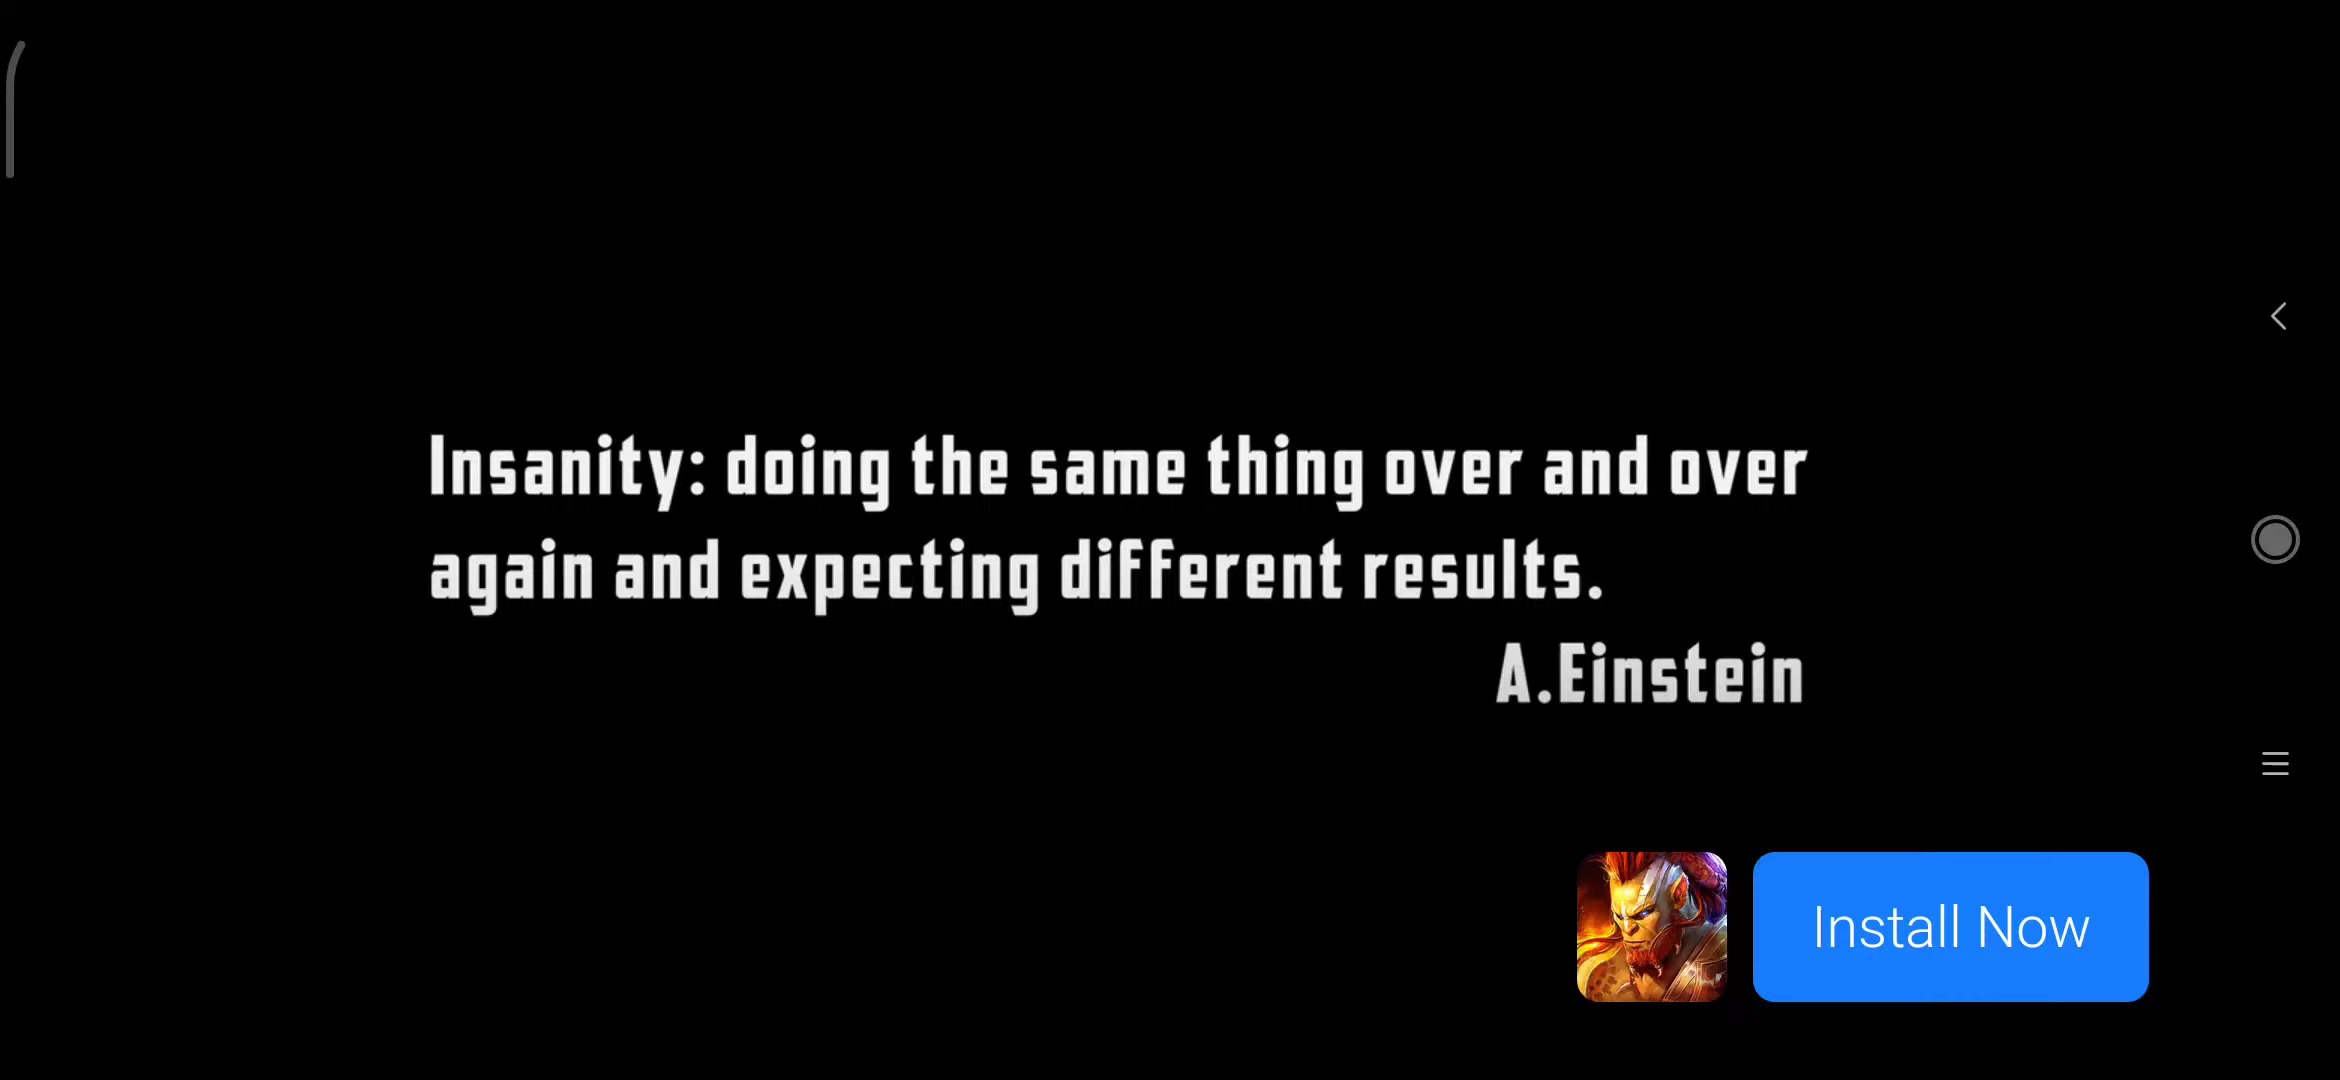 Insanity: doing the same thing over and over
again and expecting different results.
A.Einstein
Install Now